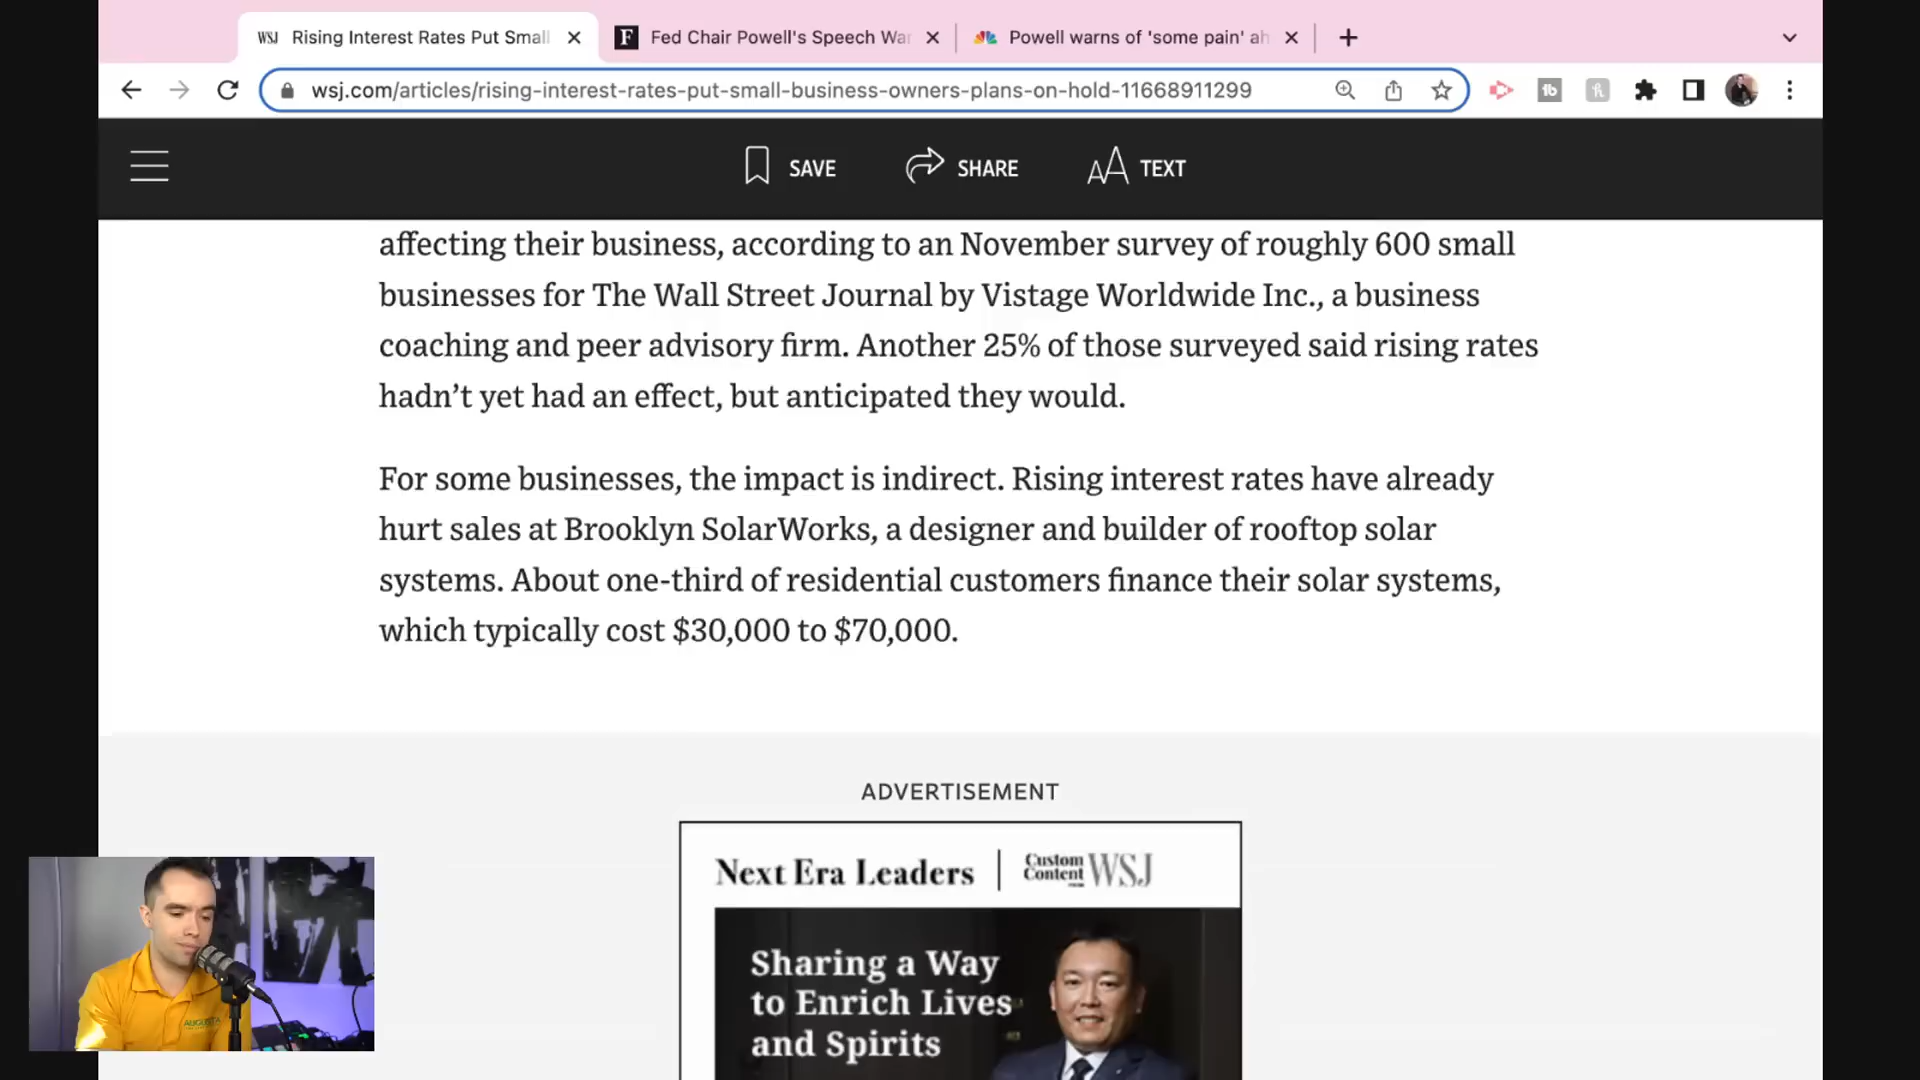 WSJ Rising Interest Rates Put Small
F Fed Chair Powell's Speech War
Powell warns of 'some pain' ah
wsj.com/articles/rising-interest-rates-put-small-business-owners-plans-on-hold-11668911299
SAVE
SHARE
AA TEXT
affecting their business, according to an November survey of roughly 600 small
businesses for The Wall Street Journal by Vistage Worldwide Inc., a business
coaching and peer advisory firm. Another 25% of those surveyed said rising rates
hadn’t yet had an effect, but anticipated they would.
For some businesses, the impact is indirect. Rising interest rates have already
hurt sales at Brooklyn SolarWorks, a designer and builder of rooftop solar
systems. About one-third of residential customers finance their solar systems,
which typically cost $30,000 to $70,000.
ADVERTISEMENT
Next Era Leaders
Custom
Content
WSJ
Sharing a Way
to Enrich Lives
and Spirits
AUGUSTA